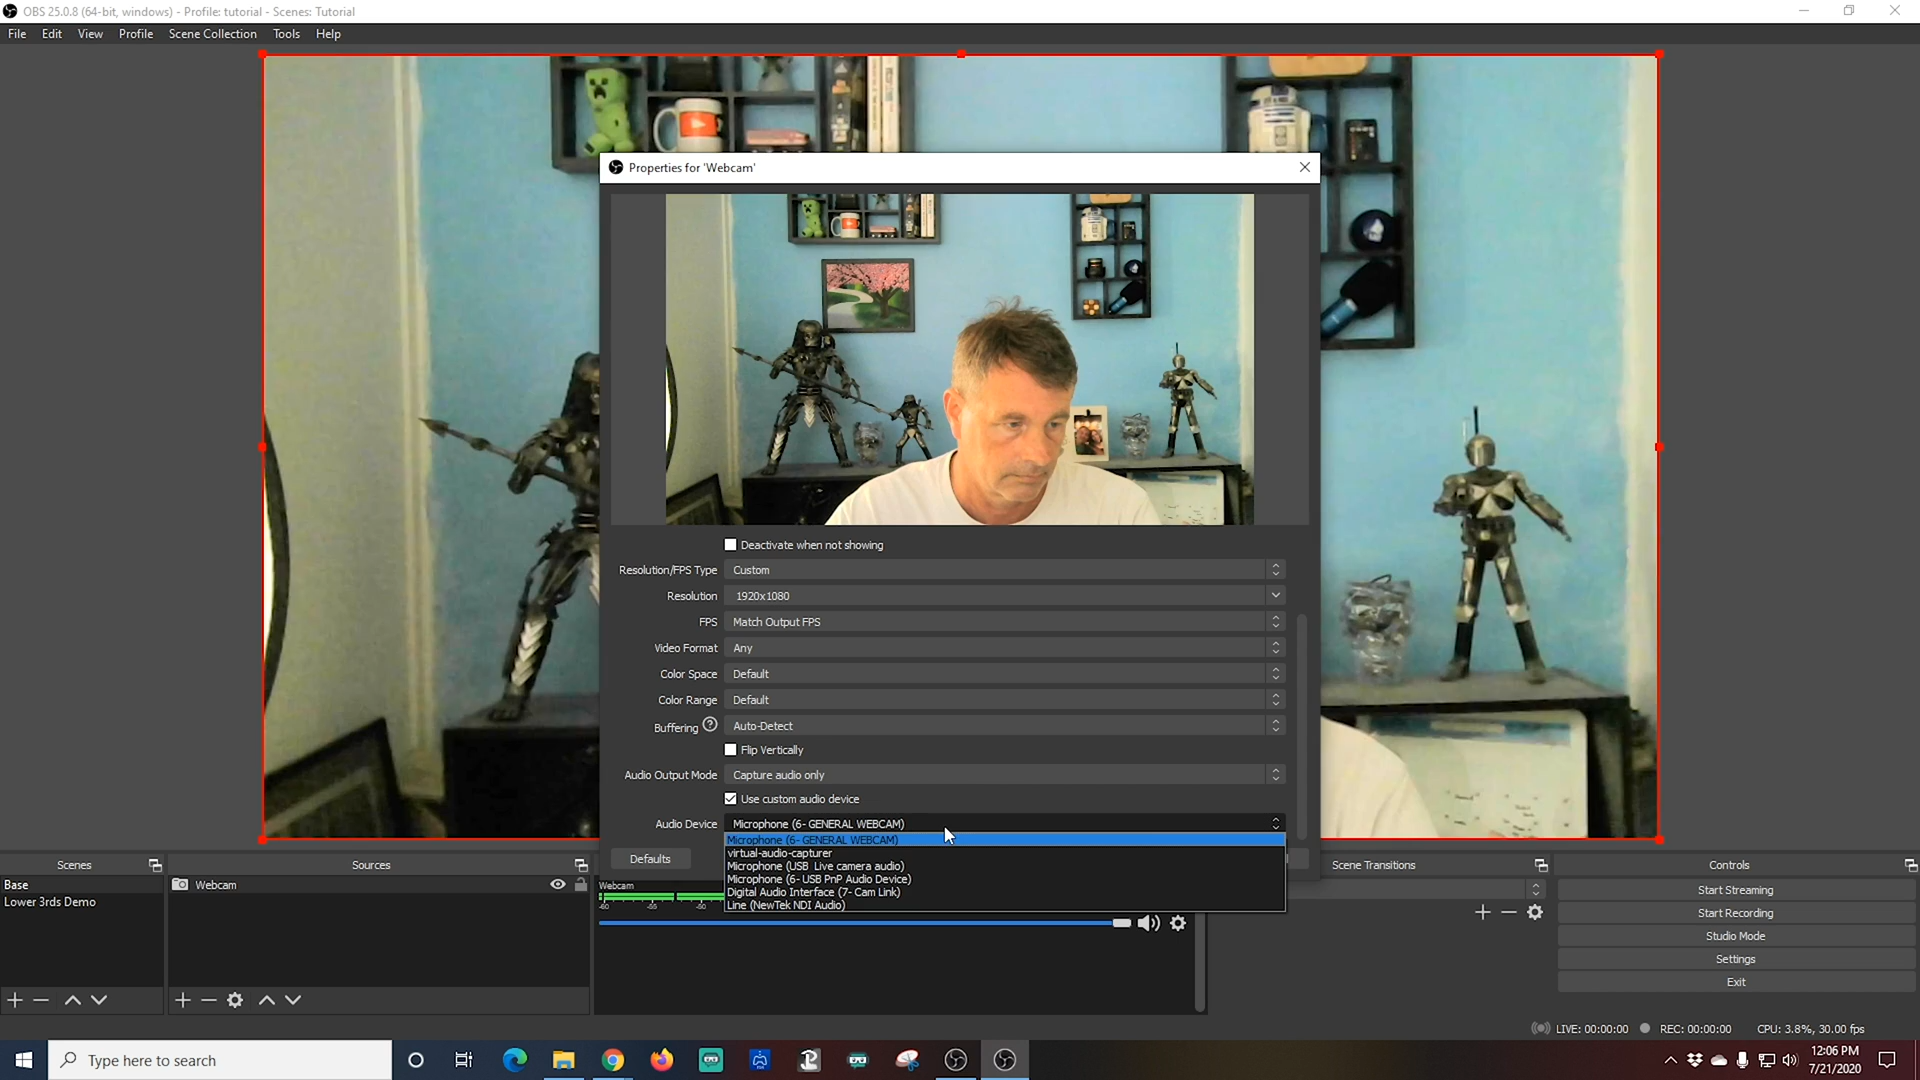 OBS 25.0.8 (64-bit, windows) - Profile: tutorial - Scenes: Tutorial
File Edit View Profile Scene Collection Tools Help
Properties for 'Webcam'
Deactivate when not showing
Resolution/FPS Type Custom
Resolution 1920x1080
FPS Match Output FPS
Video Format Any
Color Space Default
Color Range Default
Buffering ? Auto-Detect
Flip Vertically
Audio Output Mode Capture audio only
Use custom audio device
Audio Device Microphone (6- GENERAL WEBCAM)
Microphone (6- GENERAL WEBCAM)
virtual-audio-capturer
Microphone (USB Live camera audio)
Microphone (6- USB PnP Audio Device)
Digital Audio Interface (7- Cam Link)
Line (NewTek NDI Audio)
Defaults
Scenes
Base
Lower 3rds Demo
Sources
Webcam
Webcam
-60 -55 -50
Scene Transitions
Controls
Start Streaming
Start Recording
Studio Mode
Settings
Exit
LIVE: 00:00:00 REC: 00:00:00 CPU: 3.8%, 30.00 fps
Type here to search
12:06 PM
7/21/2020